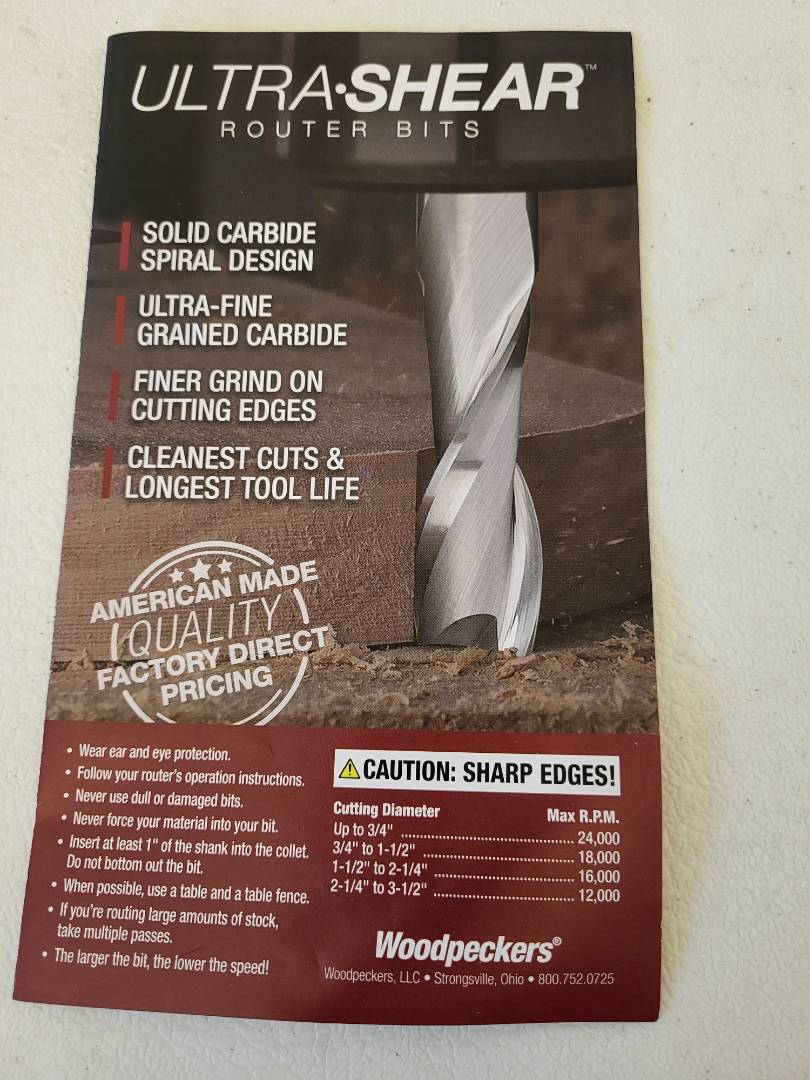 ULTRA·SHEAR™
ROUTER BITS
SOLID CARBIDE
SPIRAL DESIGN
ULTRA-FINE
GRAINED CARBIDE
FINER GRIND ON
CUTTING EDGES
CLEANEST CUTS &
LONGEST TOOL LIFE
AMERICAN MADE
QUALITY
FACTORY DIRECT
PRICING
• Wear ear and eye protection.
• Follow your router's operation instructions.
• Never use dull or damaged bits.
• Never force your material into your bit.
• Insert at least 1" of the shank into the collet.
Do not bottom out the bit.
• When possible, use a table and a table fence.
• If you're routing large amounts of stock,
take multiple passes.
• The larger the bit, the lower the speed!
CAUTION: SHARP EDGES!
Cutting Diameter Max R.P.M.
Up to 3/4" ........................................ 24,000
3/4" to 1-1/2" ........................................ 18,000
1-1/2" to 2-1/4" ........................................ 16,000
2-1/4" to 3-1/2" ........................................ 12,000
Woodpeckers®
Woodpeckers, LLC • Strongsville, Ohio • 800.752.0725